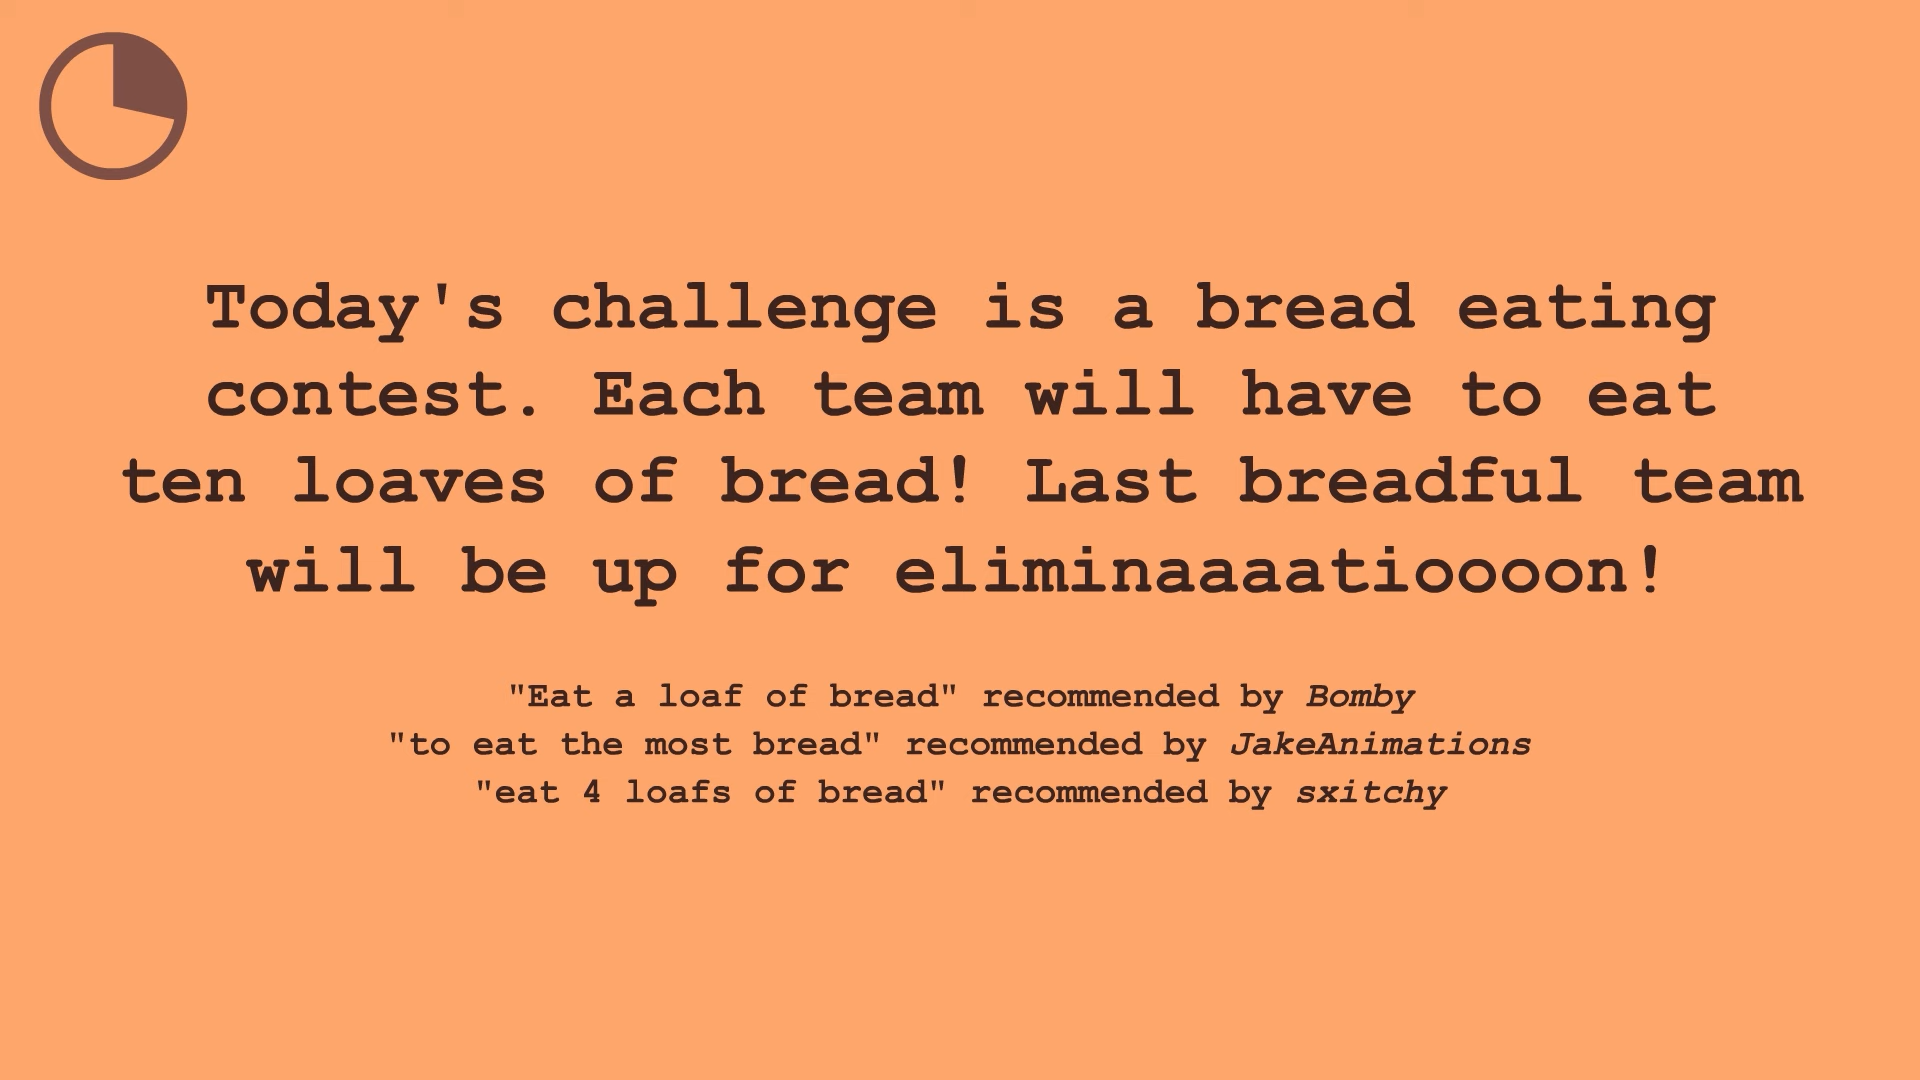 Today's challenge is a bread eating
contest. Each team will have to eat
ten loaves of bread! Last breadful team
will be up for eliminaaaatioooon!
"Eat a loaf of bread" recommended by Bomby
"to eat the most bread" recommended by JakeAnimations
"eat 4 loafs of bread" recommended by sxitchy